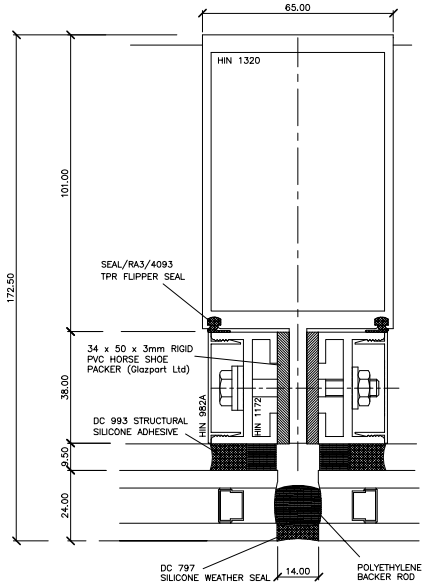 65.00
HIN 1320
101.00
172.50
SEAL/RA3/4093
TPR FLIPPER SEAL
34 x 50 x 3mm RIGID
PVC HORSE SHOE
PACKER (Glazpart Ltd)
38.00
HIN 982A
HIN 1172
DC 993 STRUCTURAL
SILICONE ADHESIVE
9.50
24.00
DC 797
SILICONE WEATHER SEAL
14.00
POLYETHYLENE
BACKER ROD